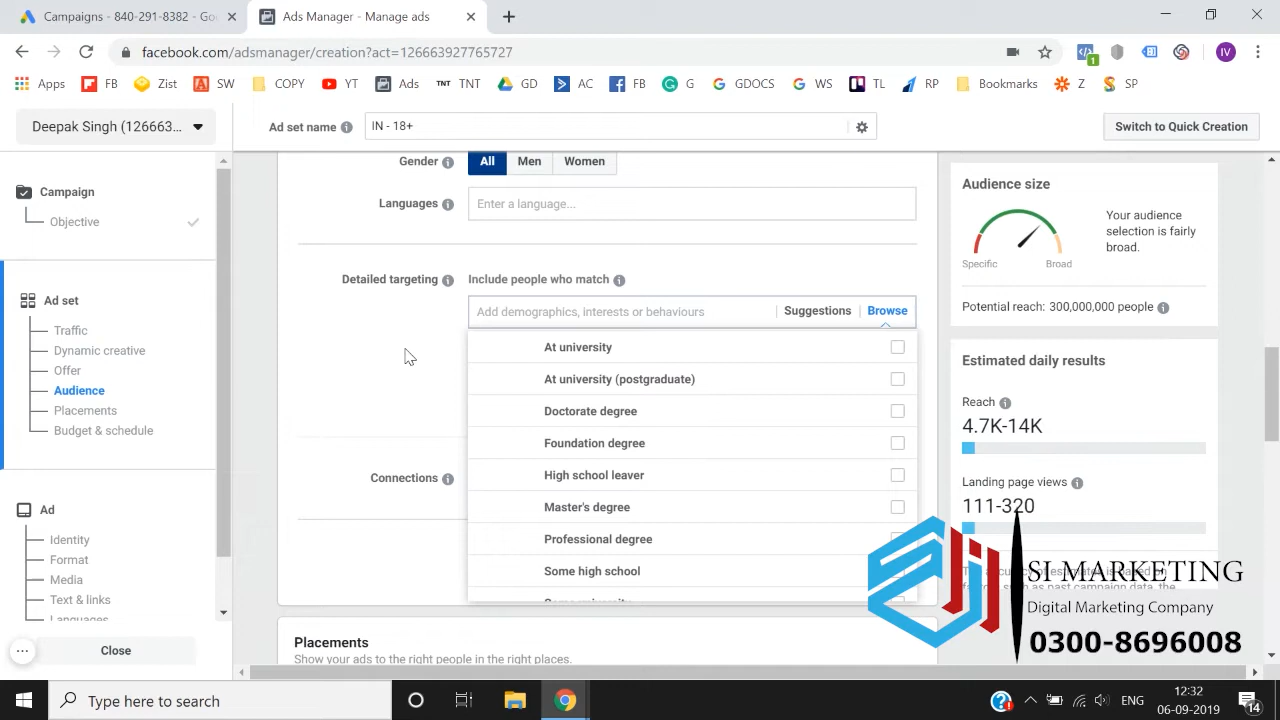 Campaigns - 840-291-8382 - Go
Ads Manager - Manage ads
facebook.com/adsmanager/creation?act=126663927765727
IV
Apps
FB
Zist
SW
COPY
YT
Ads
TNT TNT
GD
AC
FB
G
GDOCS
WS
TL
RP
Bookmarks
Z
SP
Deepak Singh (126663...
Ad set name
IN - 18+
Switch to Quick Creation
Campaign
Objective
Ad set
Traffic
Dynamic creative
Offer
Audience
Placements
Budget & schedule
Ad
Identity
Format
Media
Text & links
Languages
Close
Gender
All
Men
Women
Languages
Enter a language...
Detailed targeting
Include people who match
Add demographics, interests or behaviours
Suggestions
Browse
At university
At university (postgraduate)
Doctorate degree
Foundation degree
High school leaver
Master's degree
Professional degree
Some high school
Some university
Connections
Placements
Show your ads to the right people in the right places.
Audience size
Your audience
selection is fairly
broad.
Specific
Broad
Potential reach: 300,000,000 people
Estimated daily results
Reach
4.7K-14K
Landing page views
111-320
SI MARKETING
Digital Marketing Company
0300-8696008
Type here to search
ENG
12:32
06-09-2019
14